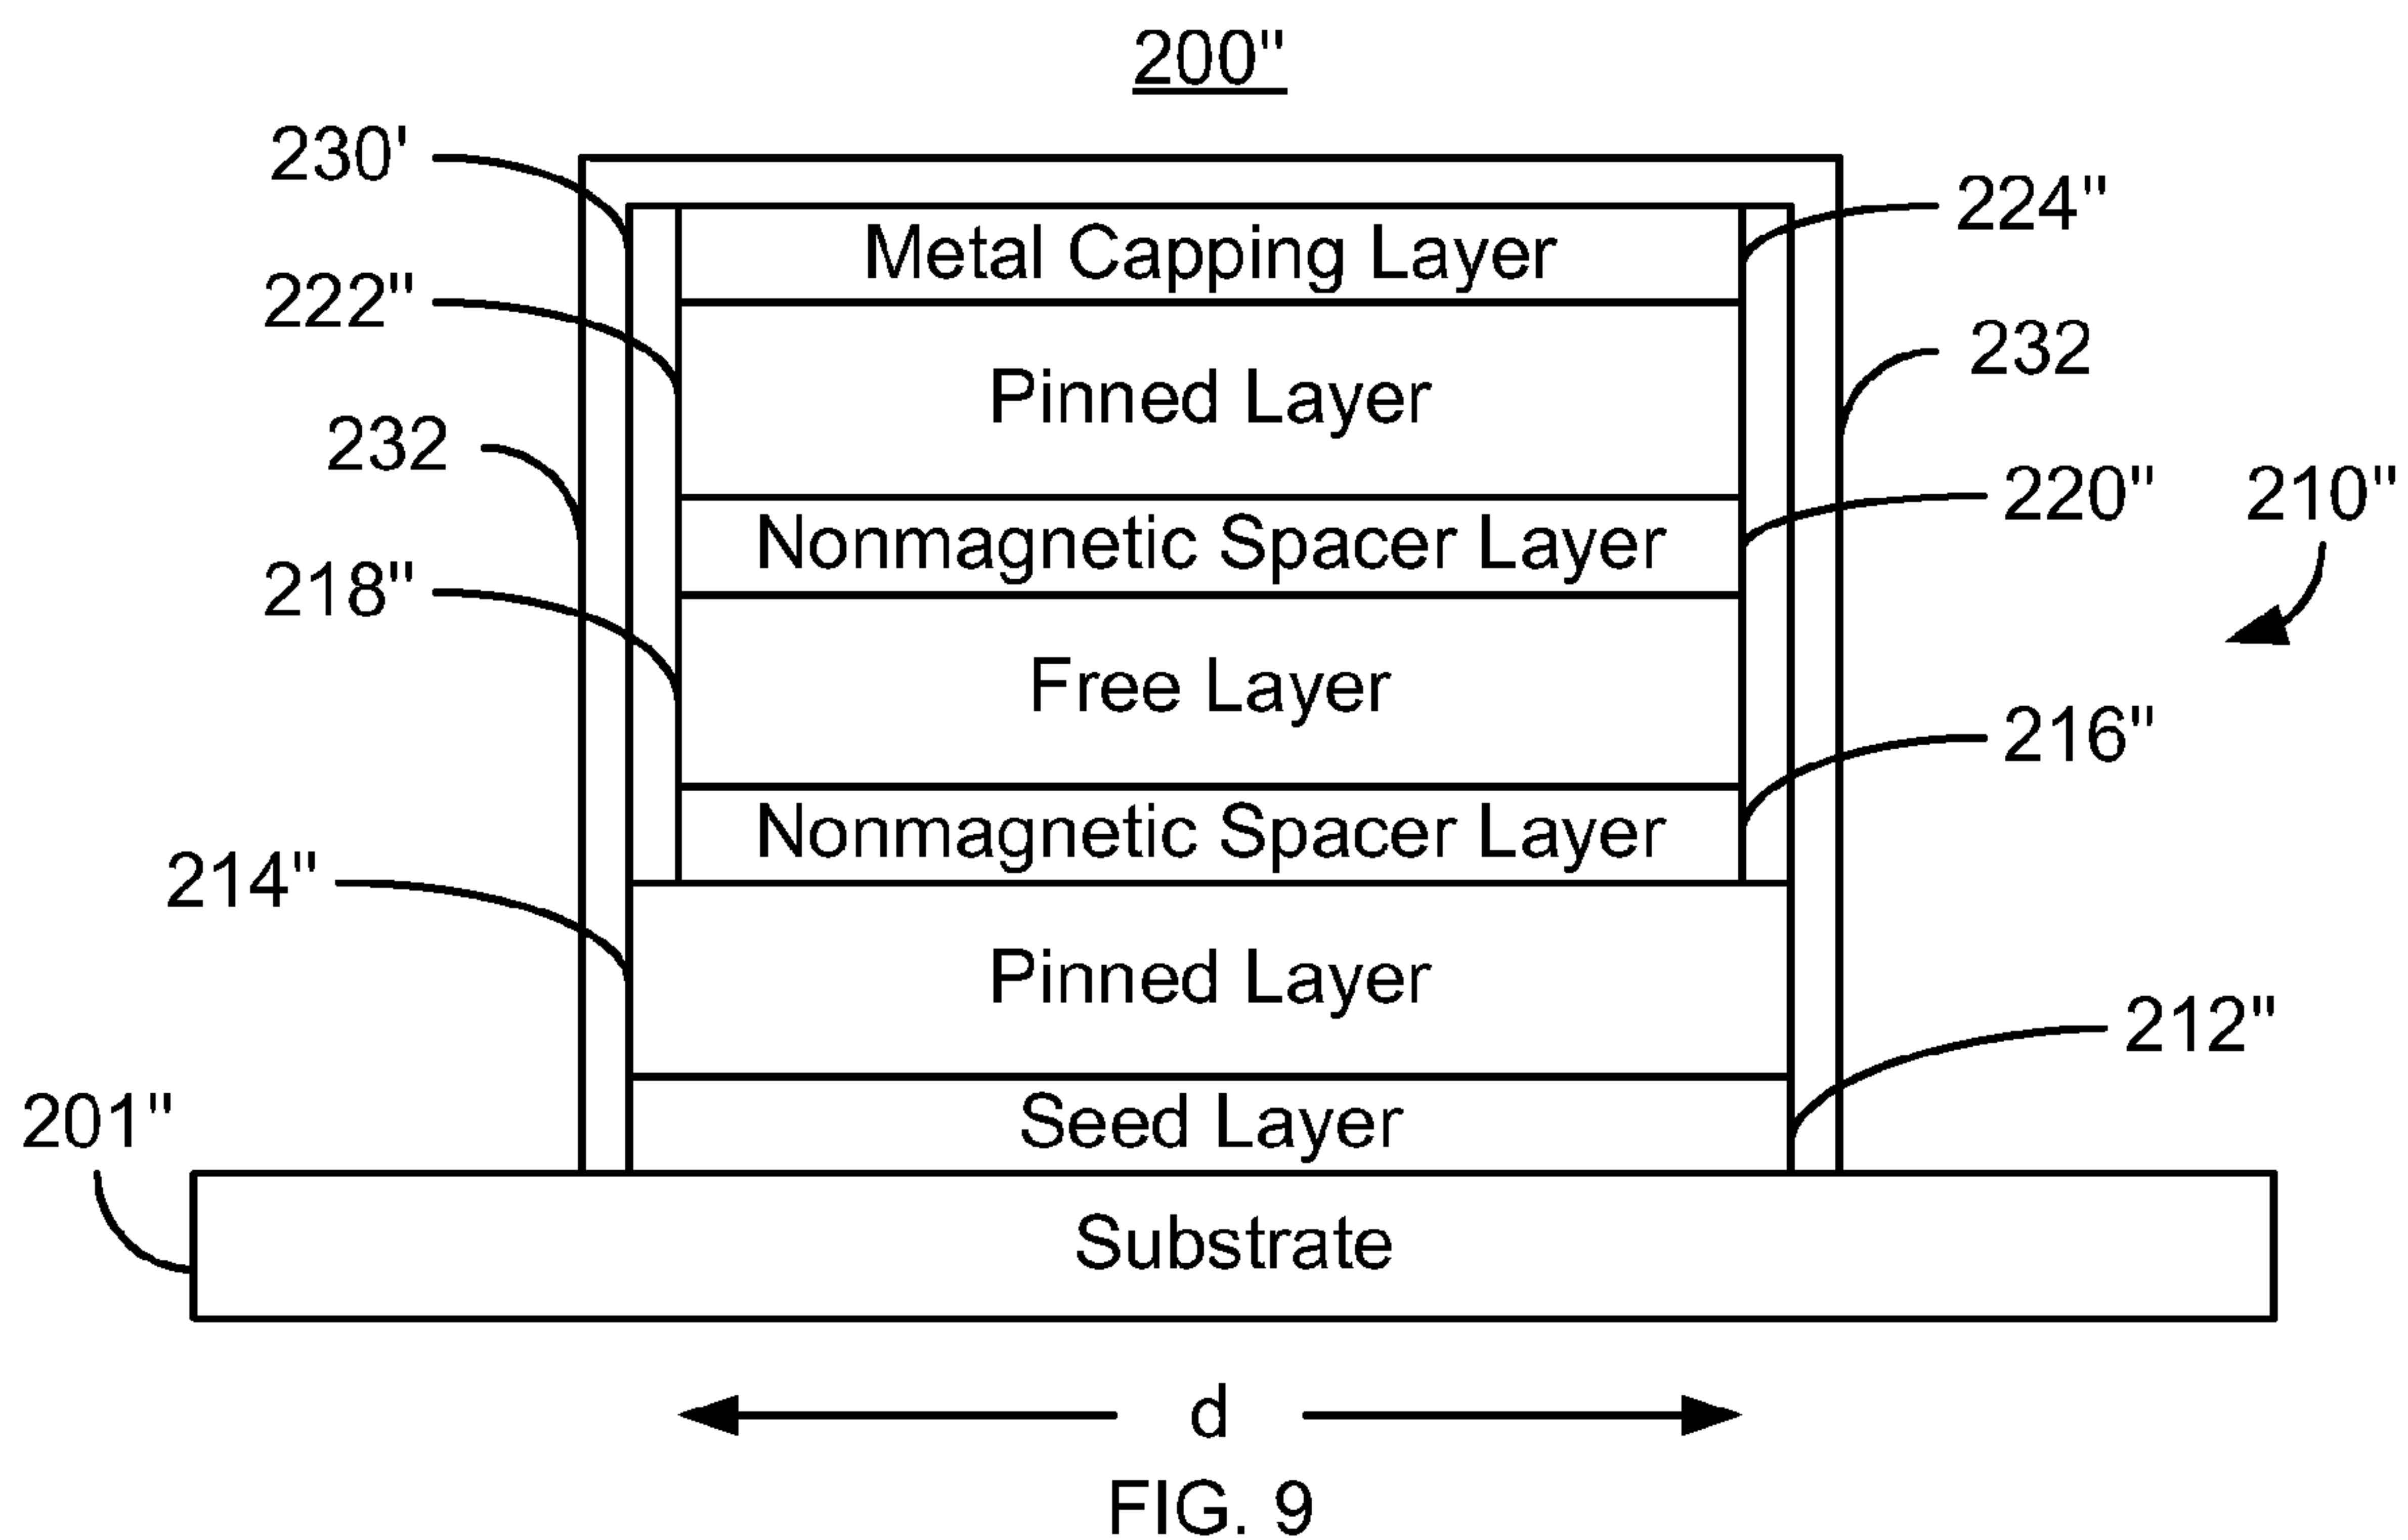 200"
230'
Metal Capping Layer
224"
222"
232
Pinned Layer
232
Nonmagnetic Spacer Layer
220"
210"
218"
Free Layer
216"
Nonmagnetic Spacer Layer
214"
Pinned Layer
212"
Seed Layer
201"
Substrate
d
FIG. 9